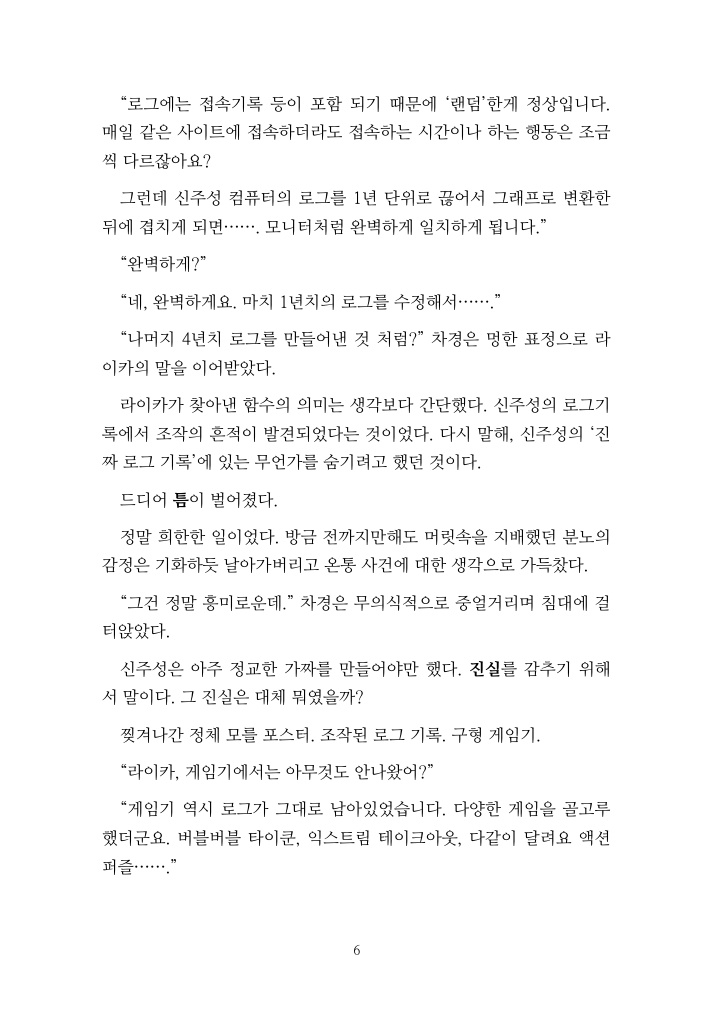 “로그에는 접속기록 등이 포함 되기 때문에 ‘랜덤’한게 정상입니다.
매일 같은 사이트에 접속하더라도 접속하는 시간이나 하는 행동은 조금
씩 다르잖아요?
그런데 신주성 컴퓨터의 로그를 1년 단위로 끊어서 그래프로 변환한
뒤에 겹치게 되면……. 모니터처럼 완벽하게 일치하게 됩니다.”
“완벽하게?”
“네, 완벽하게요. 마치 1년치의 로그를 수정해서…….”
“나머지 4년치 로그를 만들어낸 것 처럼?” 차경은 멍한 표정으로 라
이카의 말을 이어받았다.
라이카가 찾아낸 함수의 의미는 생각보다 간단했다. 신주성의 로그기
록에서 조작의 흔적이 발견되었다는 것이었다. 다시 말해, 신주성의 ‘진
짜 로그 기록’에 있는 무언가를 숨기려고 했던 것이다.
드디어 틈이 벌어졌다.
정말 희한한 일이었다. 방금 전까지만해도 머릿속을 지배했던 분노의
감정은 기화하듯 날아가버리고 온통 사건에 대한 생각으로 가득찼다.
“그건 정말 흥미로운데.” 차경은 무의식적으로 중얼거리며 침대에 걸
터앉았다.
신주성은 아주 정교한 가짜를 만들어야만 했다. 진실를 감추기 위해
서 말이다. 그 진실은 대체 뭐였을까?
찢겨나간 정체 모를 포스터. 조작된 로그 기록. 구형 게임기.
“라이카, 게임기에서는 아무것도 안나왔어?”
“게임기 역시 로그가 그대로 남아있었습니다. 다양한 게임을 골고루
했더군요. 버블버블 타이쿤, 익스트림 테이크아웃, 다같이 달려요 액션
퍼즐…….”
6